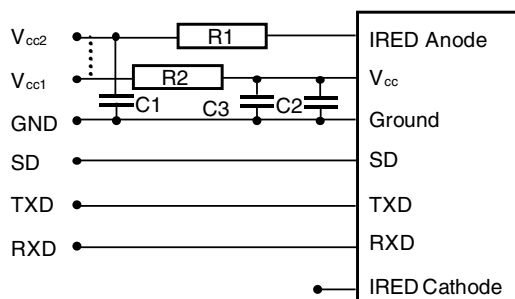 Vcc2 R1 IRED Anode
Vcc1 R2 Vcc
C1 C3 C2
GND Ground
SD SD
TXD TXD
RXD RXD
IRED Cathode